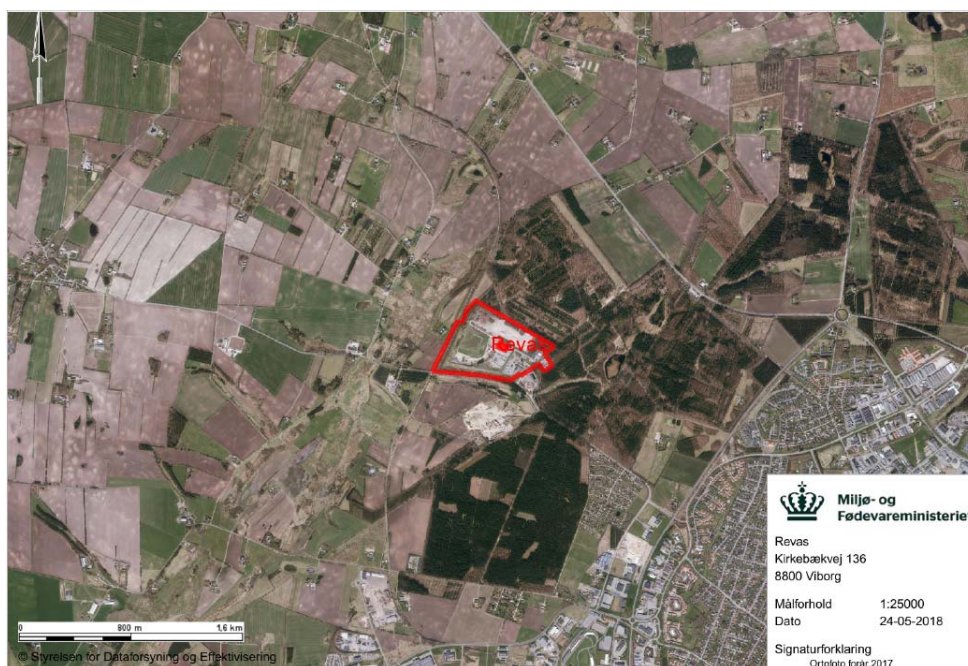 Revas
Miljø- og
Fødevareministerie
Revas
Kirkebækvej 136
8800 Viborg
Målforhold 1:25000
Dato 24-05-2018
Signaturforklaring
Ortofoto forår 2017
0 800 m 1,6 km
© Styrelsen for Dataforsyning og Effektivisering